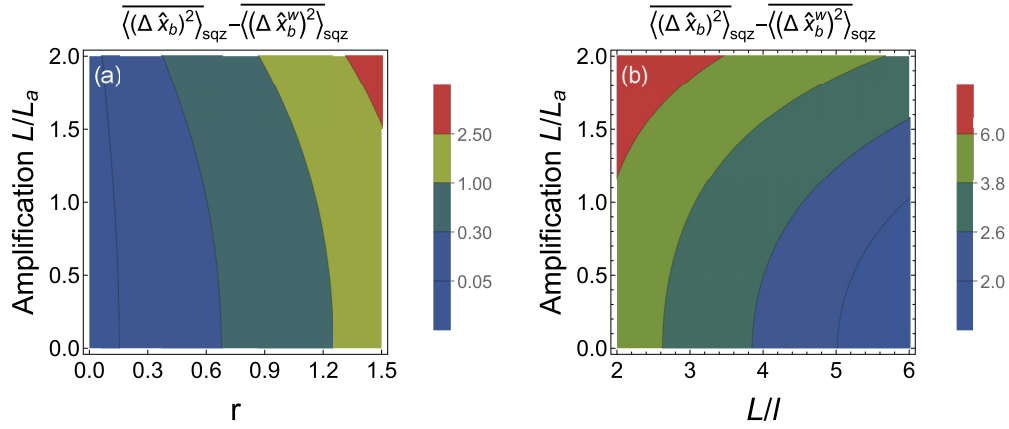 ⟨(Δ x̂_b)²⟩_sqz−⟨(Δ x̂_b^w)²⟩_sqz
(a)
Amplification L/L_a
2.0
1.5
1.0
0.5
0.0
0.0 0.3 0.6 0.9 1.2 1.5
r
2.50
1.00
0.30
0.05
⟨(Δ x̂_b)²⟩_sqz−⟨(Δ x̂_b^w)²⟩_sqz
(b)
Amplification L/L_a
2.0
1.5
1.0
0.5
0.0
2 3 4 5 6
L/l
6.0
3.8
2.6
2.0